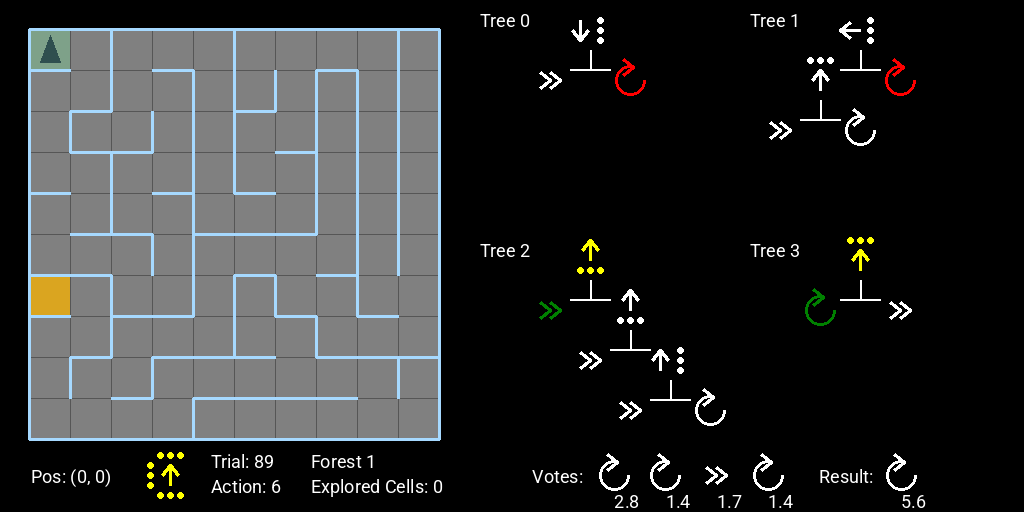 Tree 0
Tree 1
Tree 2
Tree 3
Pos: (0, 0)
Trial: 89
Forest 1
Action: 6
Explored Cells: 0
Votes:
2.8
1.4
1.7
1.4
Result:
5.6